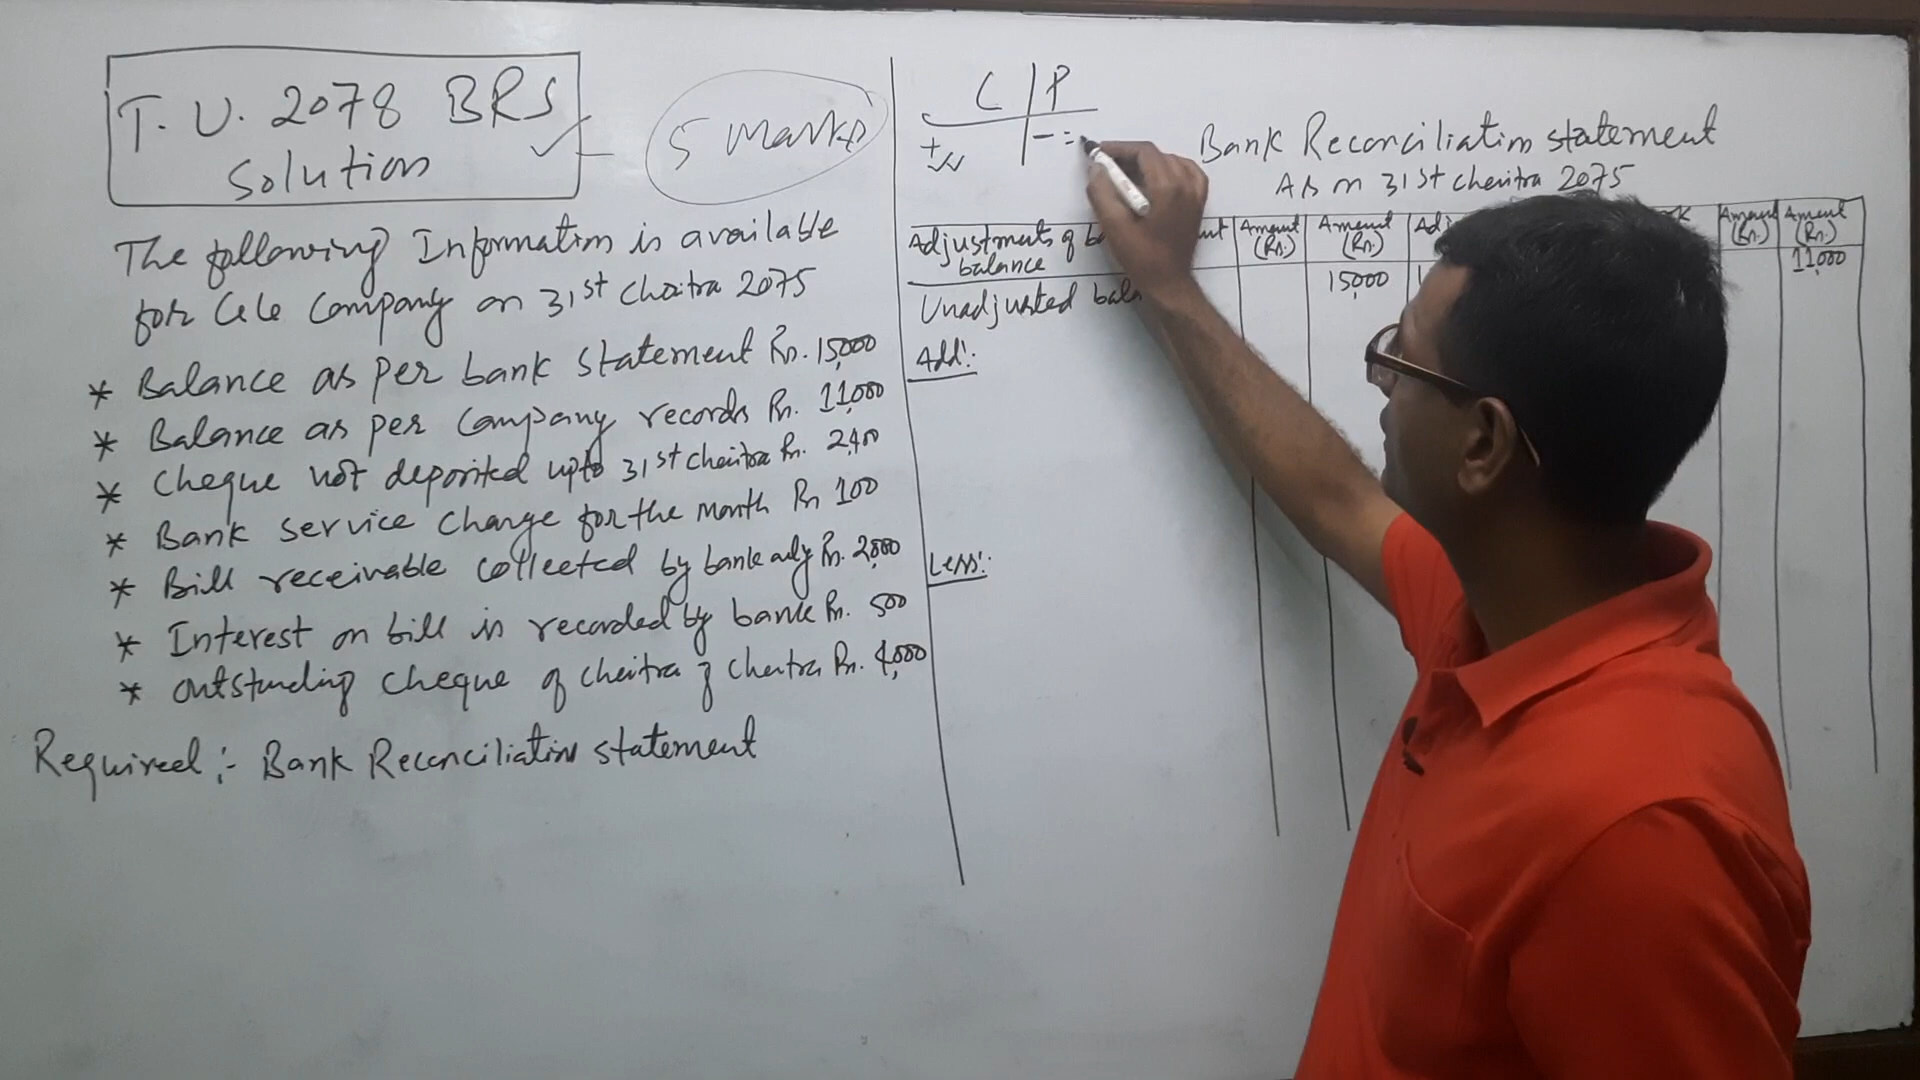 T. U. 2078 BRS
Solution
5 Marks
The following Information is available
for Cele Company on 31st Chaitra 2075
* Balance as per bank statement Rs. 15,000
* Balance as per Company records Rs. 11,000
* Cheque not deposited upto 31st Chaitra Rs. 2,400
* Bank service charge for the month Rs 100
* Bill receivable collected by bank only Rs. 2,000
* Interest on bill is recorded by bank Rs. 500
* outstanding cheque of Chaitra Rs. 4,000
Required :- Bank Reconciliation statement
C P
+ - =
Bank Reconciliation statement
As on 31st Chaitra 2075
Adjustments of
balance
Amount
(Rs.)
Amount
(Rs.)
Amount
(Rs.)
Amount
(Rs.)
Unadjusted
15,000
11,000
Add:
Less: